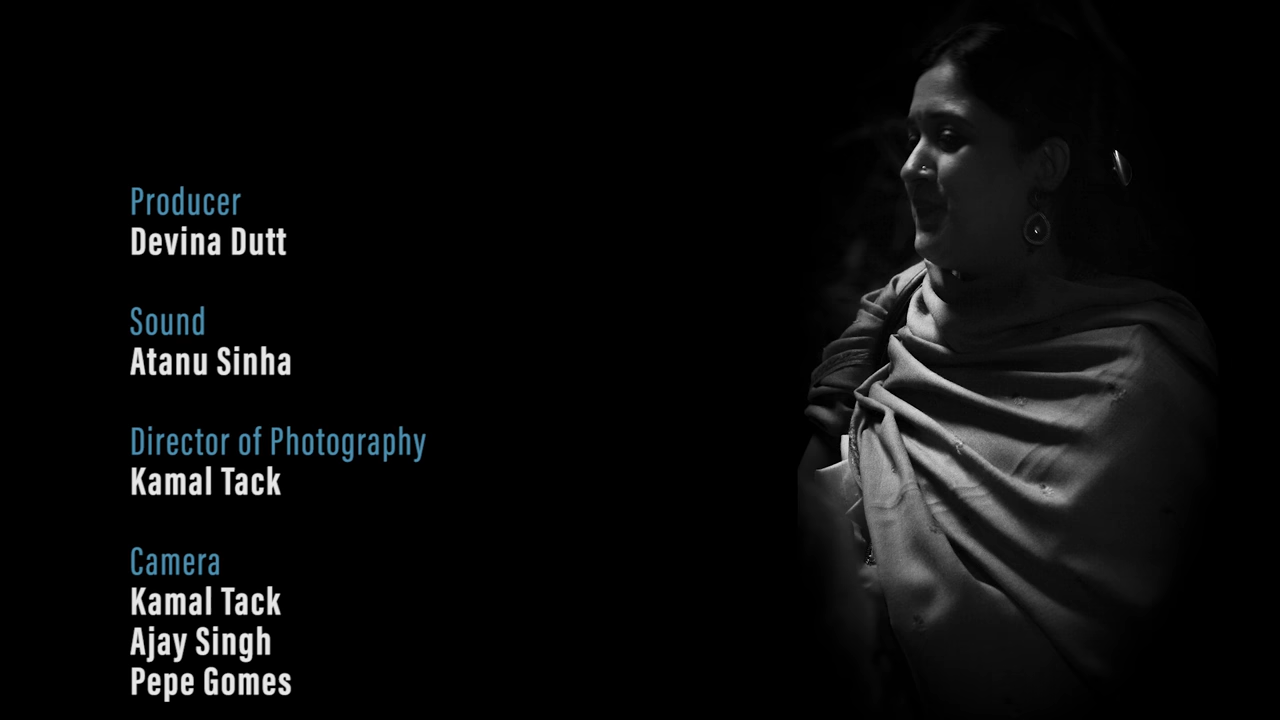 Producer
Devina Dutt
Sound
Atanu Sinha
Director of Photography
Kamal Tack
Camera
Kamal Tack
Ajay Singh
Pepe Gomes